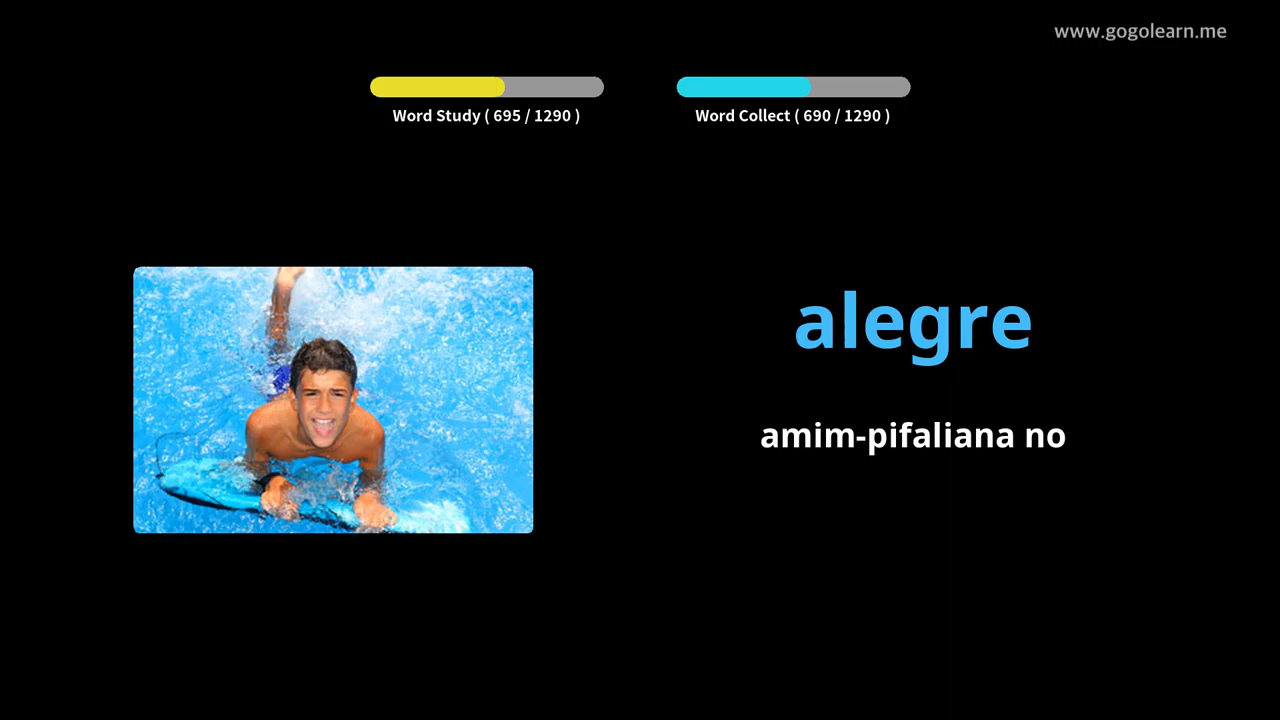 www.gogolearn.me
Word Study ( 695 / 1290 )
Word Collect ( 690 / 1290 )
alegre
amim-pifaliana no